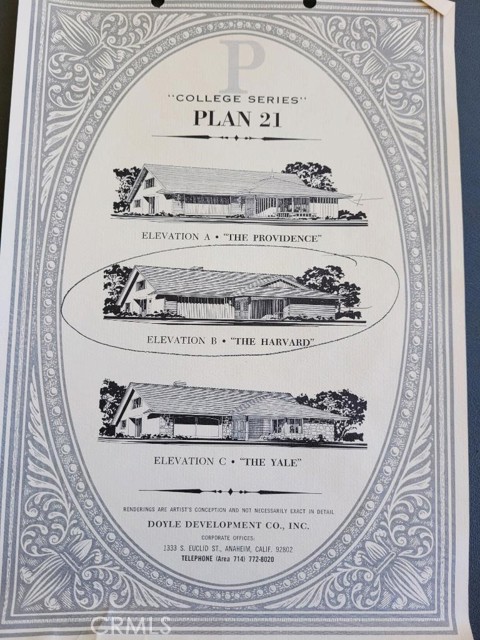 P
"COLLEGE SERIES"
PLAN 21
ELEVATION A • "THE PROVIDENCE"
ELEVATION B • "THE HARVARD"
ELEVATION C • "THE YALE"
RENDERINGS ARE ARTIST'S CONCEPTION AND NOT NECESSARILY EXACT IN DETAIL
DOYLE DEVELOPMENT CO., INC.
CORPORATE OFFICES:
1333 S. EUCLID ST., ANAHEIM, CALIF. 92802
TELEPHONE (Area 714) 772-8020
CRMLS